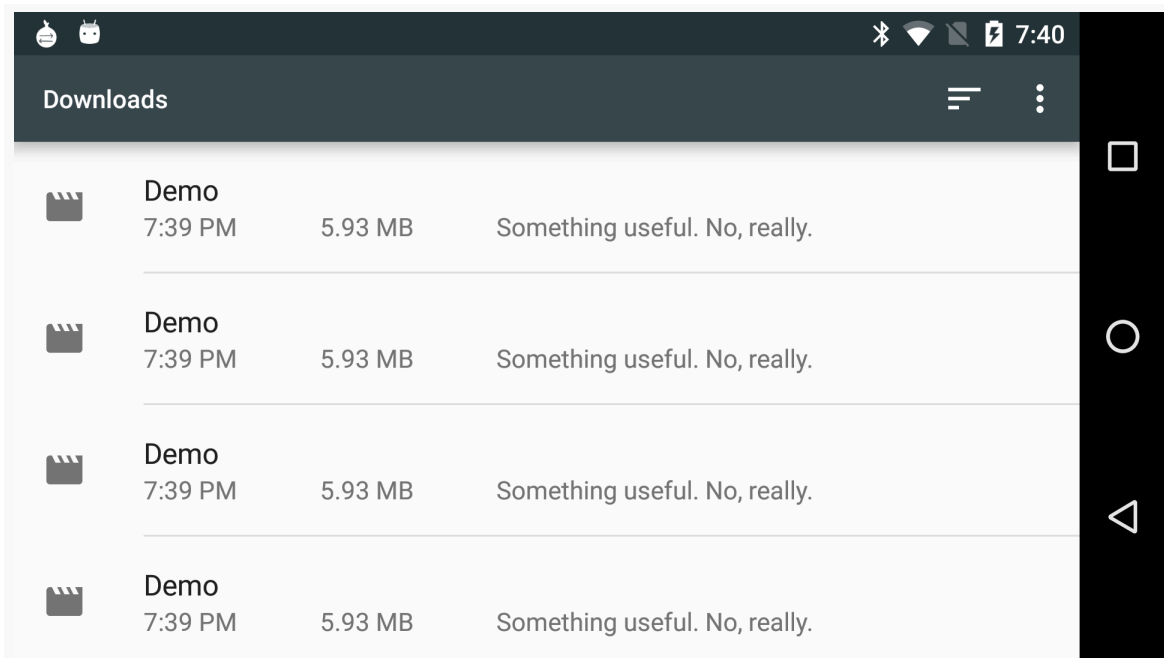 7:40
Downloads
Demo
7:39 PM 5.93 MB Something useful. No, really.
Demo
7:39 PM 5.93 MB Something useful. No, really.
Demo
7:39 PM 5.93 MB Something useful. No, really.
Demo
7:39 PM 5.93 MB Something useful. No, really.